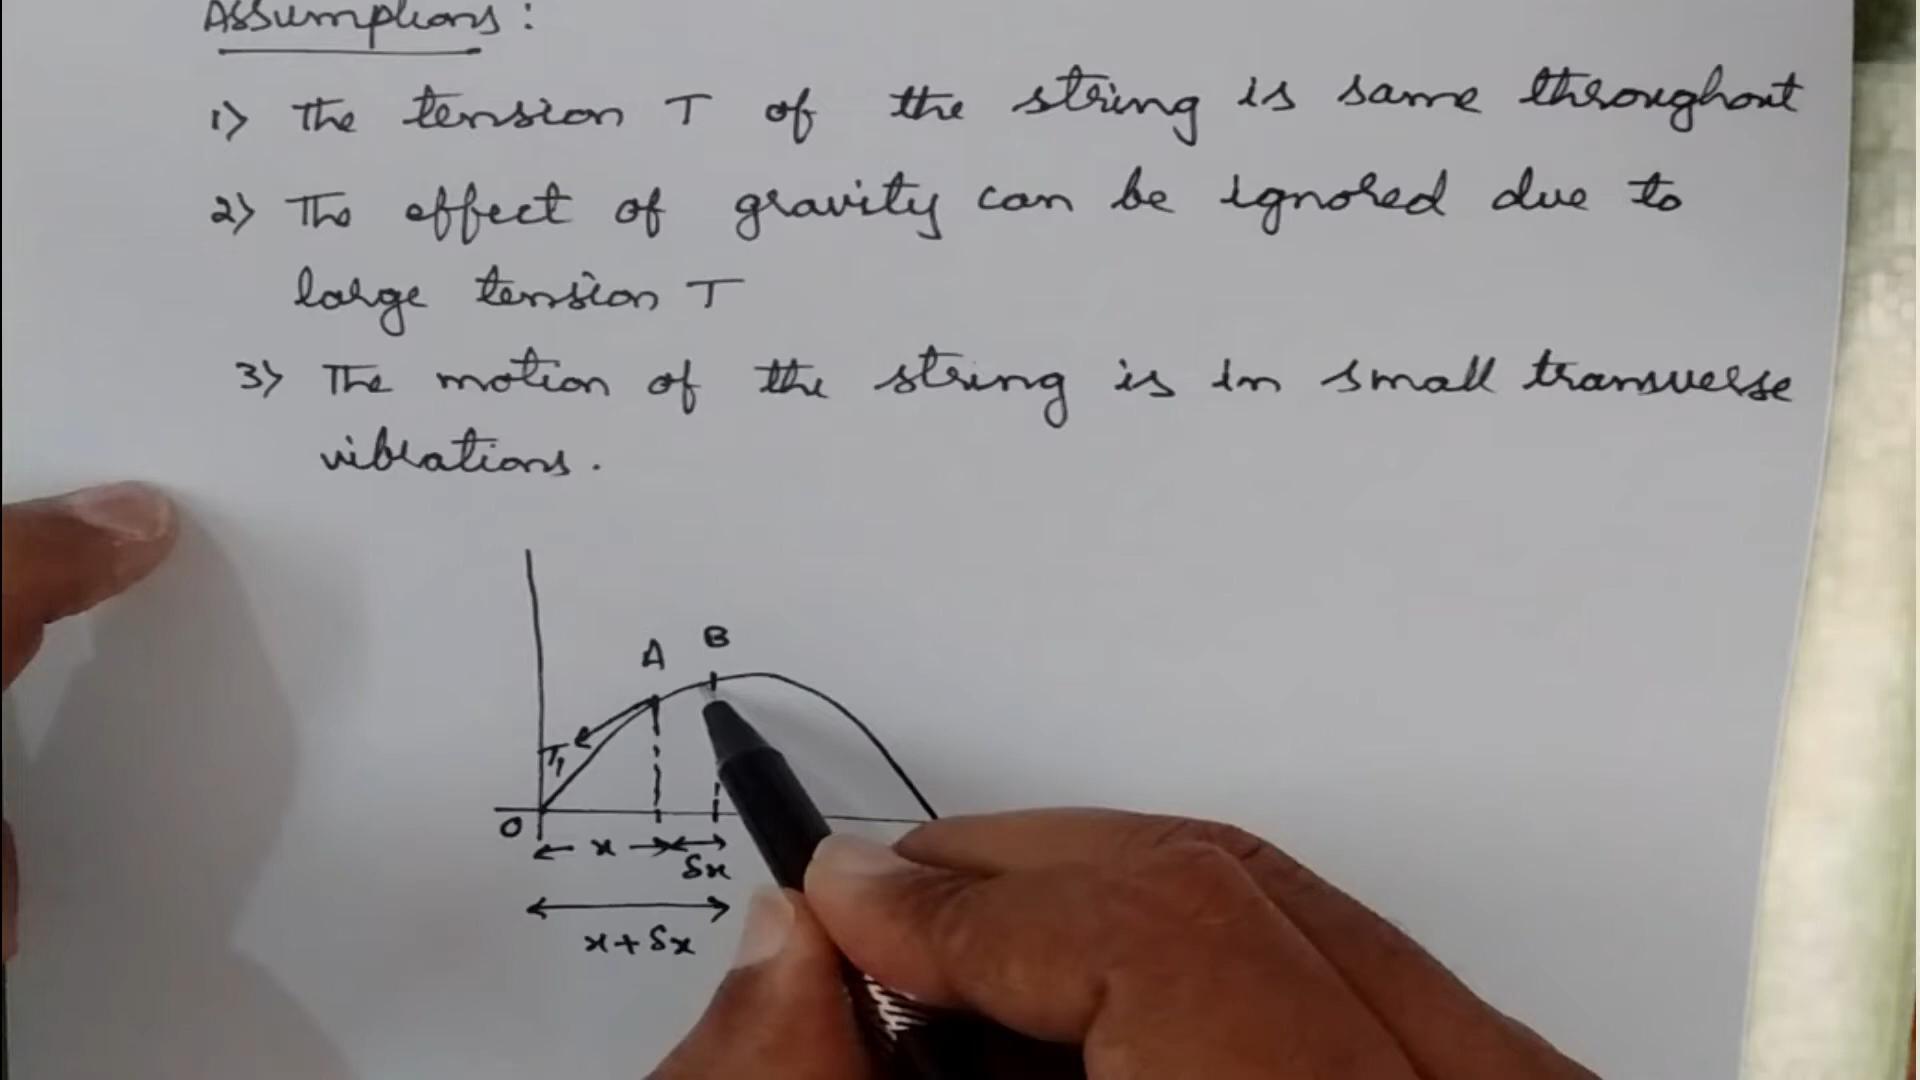 Assumptions :
1) The tension T of the string is same throughout
2) The effect of gravity can be ignored due to
large tension T
3) The motion of the string is in small transverse
vibrations.
B
A
T₁
O
x
δx
x+δx